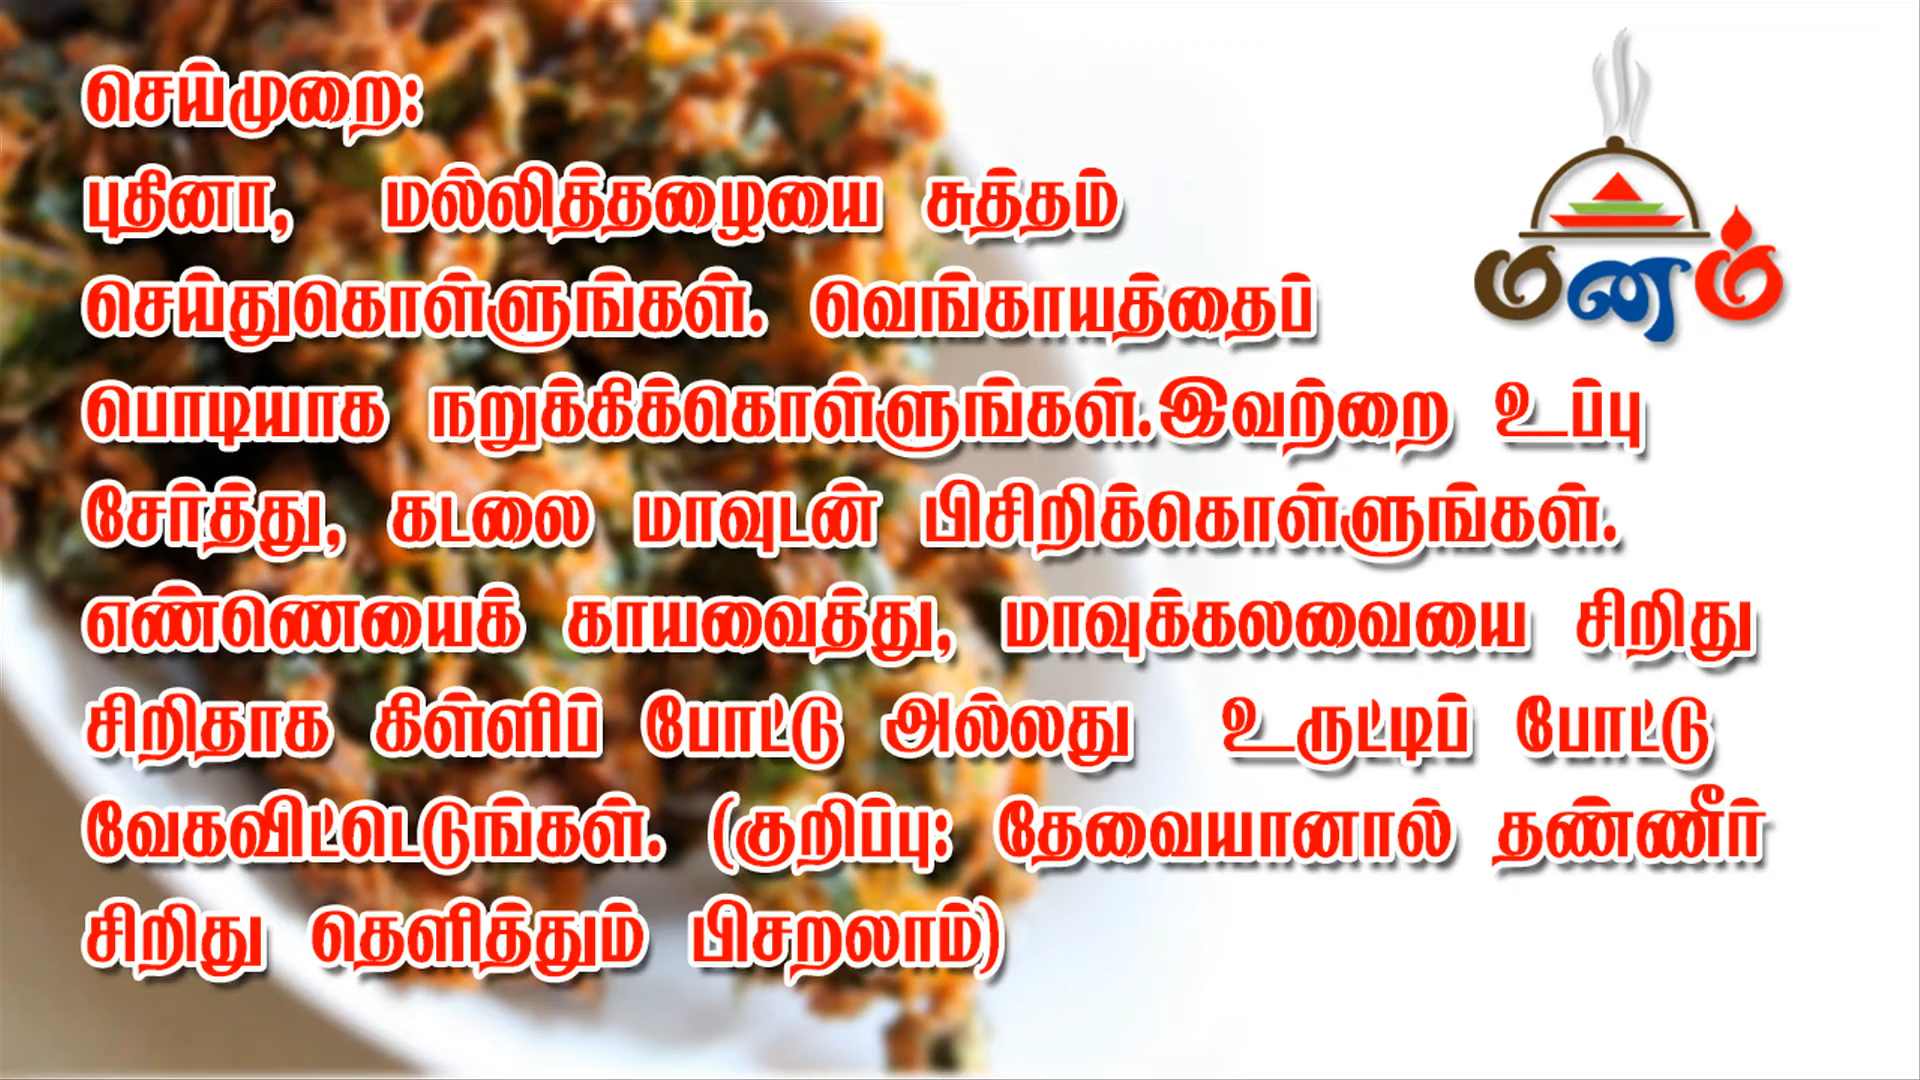 செய்முறை:
புதினா, மல்லித்தழையை சுத்தம்
செய்துகொள்ளுங்கள். வெங்காயத்தைப்
பொடியாக நறுக்கிக்கொள்ளுங்கள்.இவற்றை உப்பு
சேர்த்து, கடலை மாவுடன் பிசிறிக்கொள்ளுங்கள்.
எண்ணெயைக் காயவைத்து, மாவுக்கலவையை சிறிது
சிறிதாக கிள்ளிப் போட்டு அல்லது உருட்டிப் போட்டு
வேகவிட்டெடுங்கள். (குறிப்பு: தேவையானால் தண்ணீர்
சிறிது தெளித்தும் பிசறலாம்)
மணம்